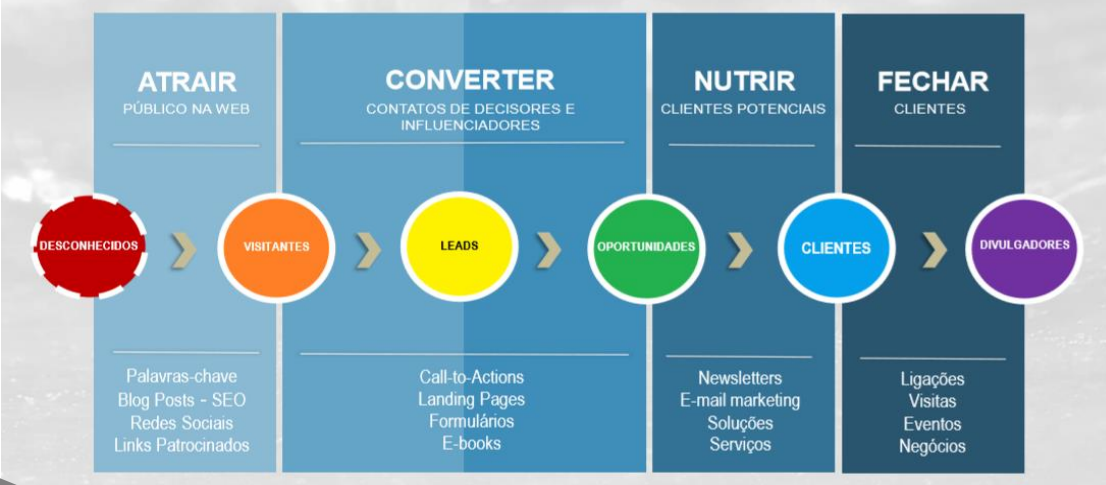 ATRAIR
PÚBLICO NA WEB
CONVERTER
CONTATOS DE DECISORES E
INFLUENCIADORES
NUTRIR
CLIENTES POTENCIAIS
FECHAR
CLIENTES
DESCONHECIDOS
VISITANTES
LEADS
OPORTUNIDADES
CLIENTES
DIVULGADORES
Palavras-chave
Blog Posts - SEO
Redes Sociais
Links Patrocinados
Call-to-Actions
Landing Pages
Formulários
E-books
Newsletters
E-mail marketing
Soluções
Serviços
Ligações
Visitas
Eventos
Negócios